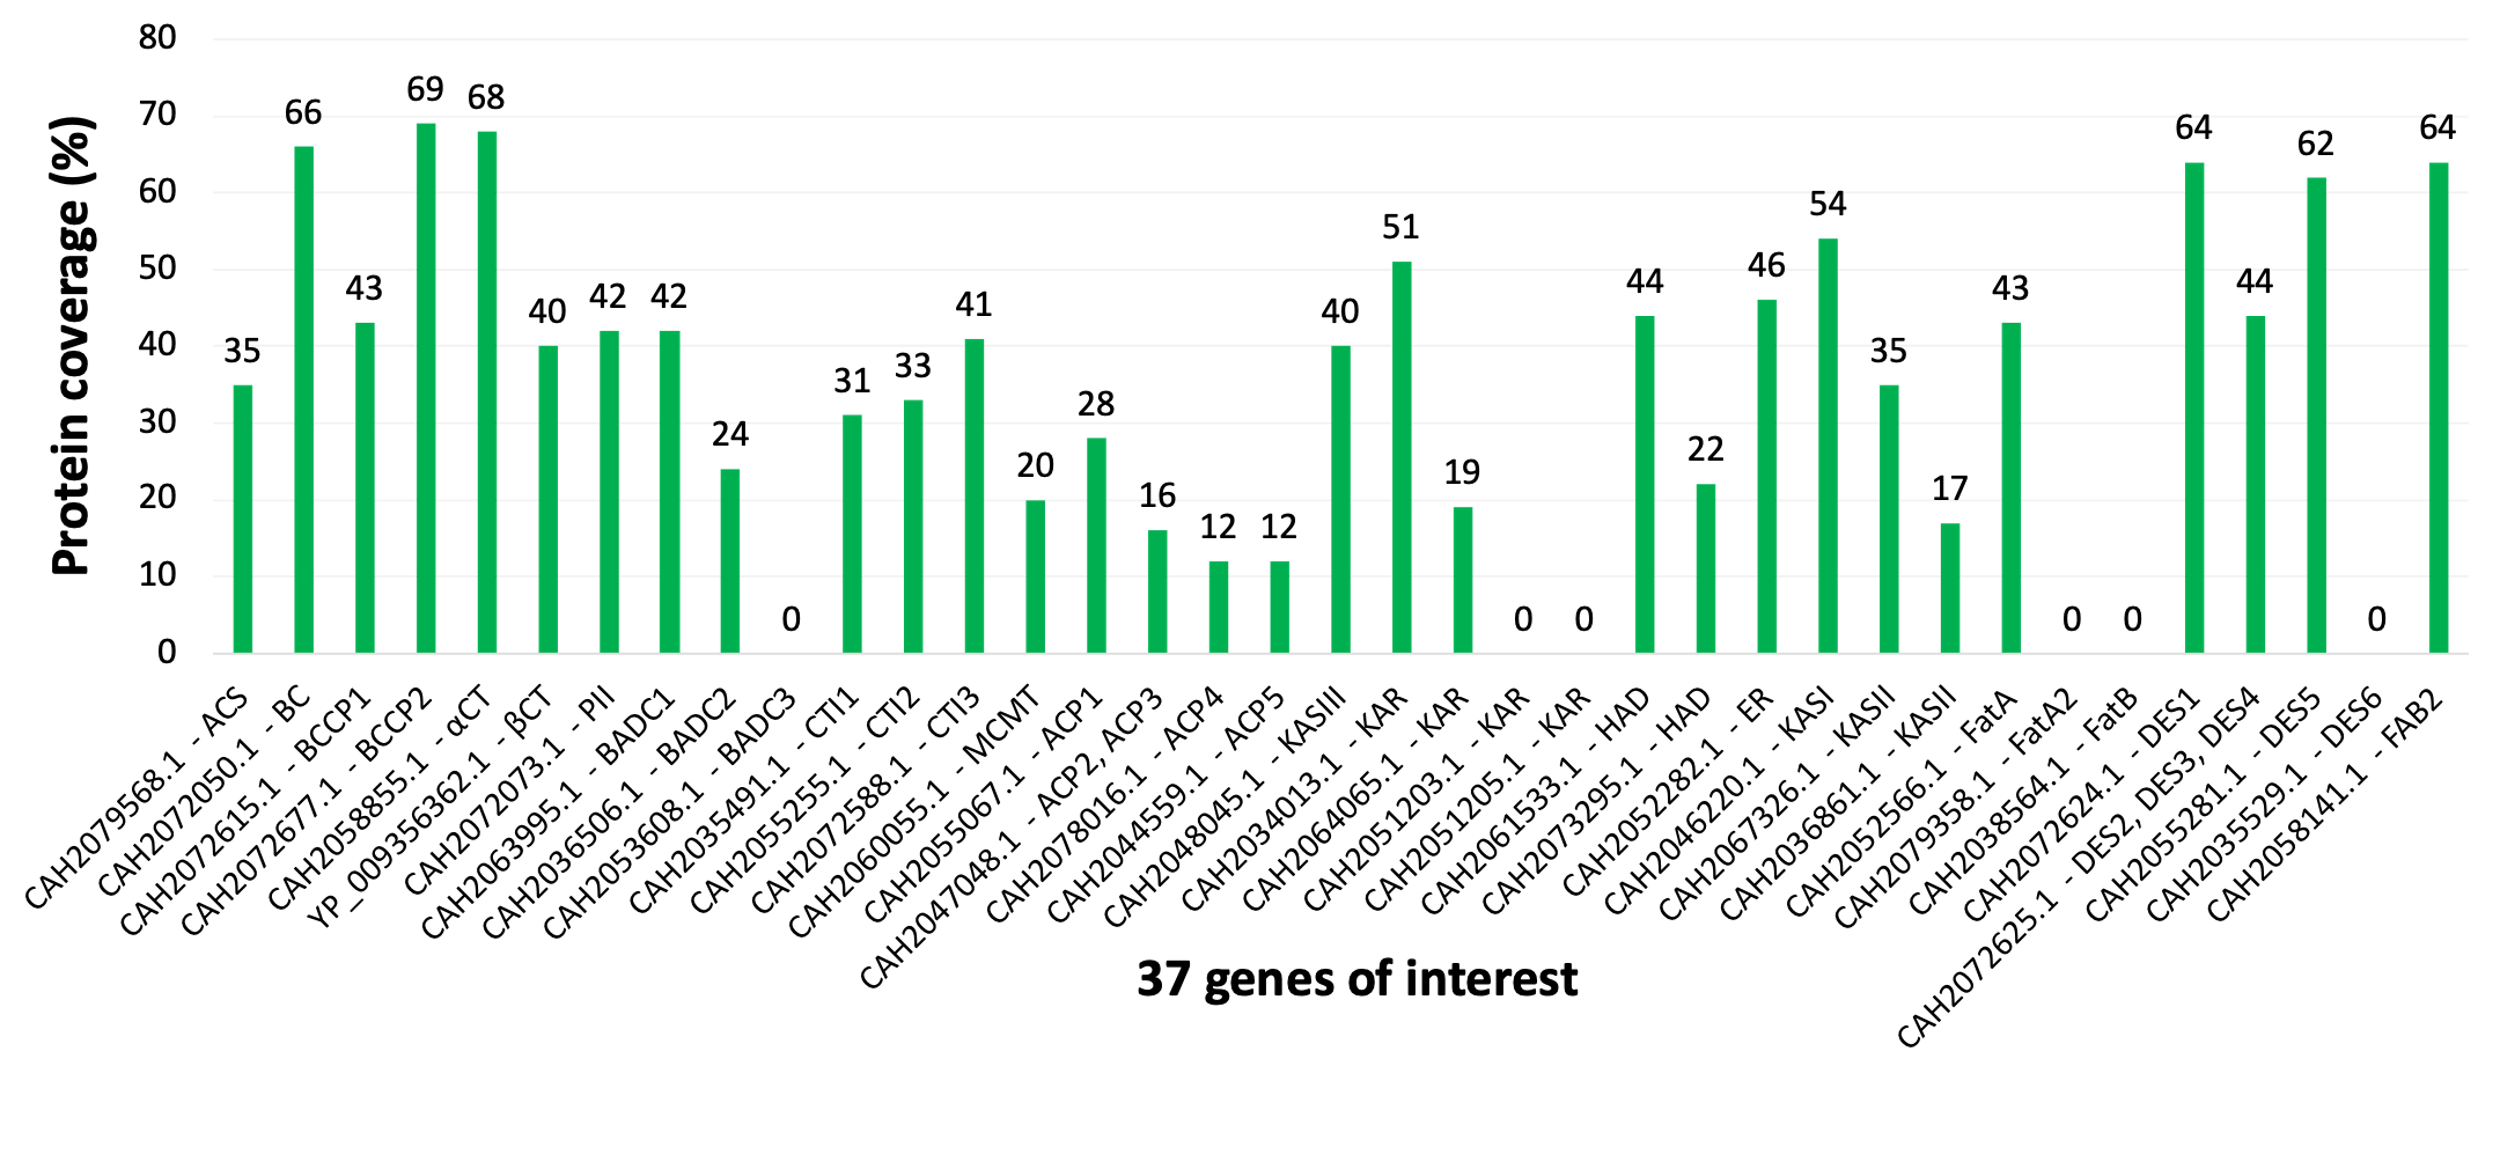 Protein coverage (%)
80
70
60
50
40
30
20
10
0
35
66
43
69
68
40
42
42
24
0
31
33
41
20
28
16
12
12
40
51
19
0
0
44
22
46
54
35
17
43
0
0
64
44
62
0
64
CAH2079568.1 - ACS
CAH2072050.1 - BC
CAH2072615.1 - BCCP1
CAH2072677.1 - BCCP2
CAH2058855.1 - αCT
YP_009356362.1 - βCT
CAH2072073.1 - PII
CAH2063995.1 - BADC1
CAH2036506.1 - BADC2
CAH2053608.1 - BADC3
CAH2035491.1 - CTI1
CAH2055255.1 - CTI2
CAH2072588.1 - CTI3
CAH2060055.1 - MCMT
CAH2055067.1 - ACP1
CAH2047048.1 - ACP2, ACP3
CAH2078016.1 - ACP4
CAH2044559.1 - ACP5
CAH2048045.1 - KASIII
CAH2034013.1 - KAR
CAH2064065.1 - KAR
CAH2051203.1 - KAR
CAH2051205.1 - KAR
CAH2061533.1 - HAD
CAH2073295.1 - HAD
CAH2052282.1 - ER
CAH2046220.1 - KASI
CAH2067326.1 - KASII
CAH2036861.1 - KASII
CAH2052566.1 - FatA
CAH2079358.1 - FatA2
CAH2038564.1 - FatB
CAH2072624.1 - DES1
CAH2072625.1 - DES2, DES3, DES4
CAH2055281.1 - DES5
CAH2035529.1 - DES6
CAH2058141.1 - FAB2
37 genes of interest